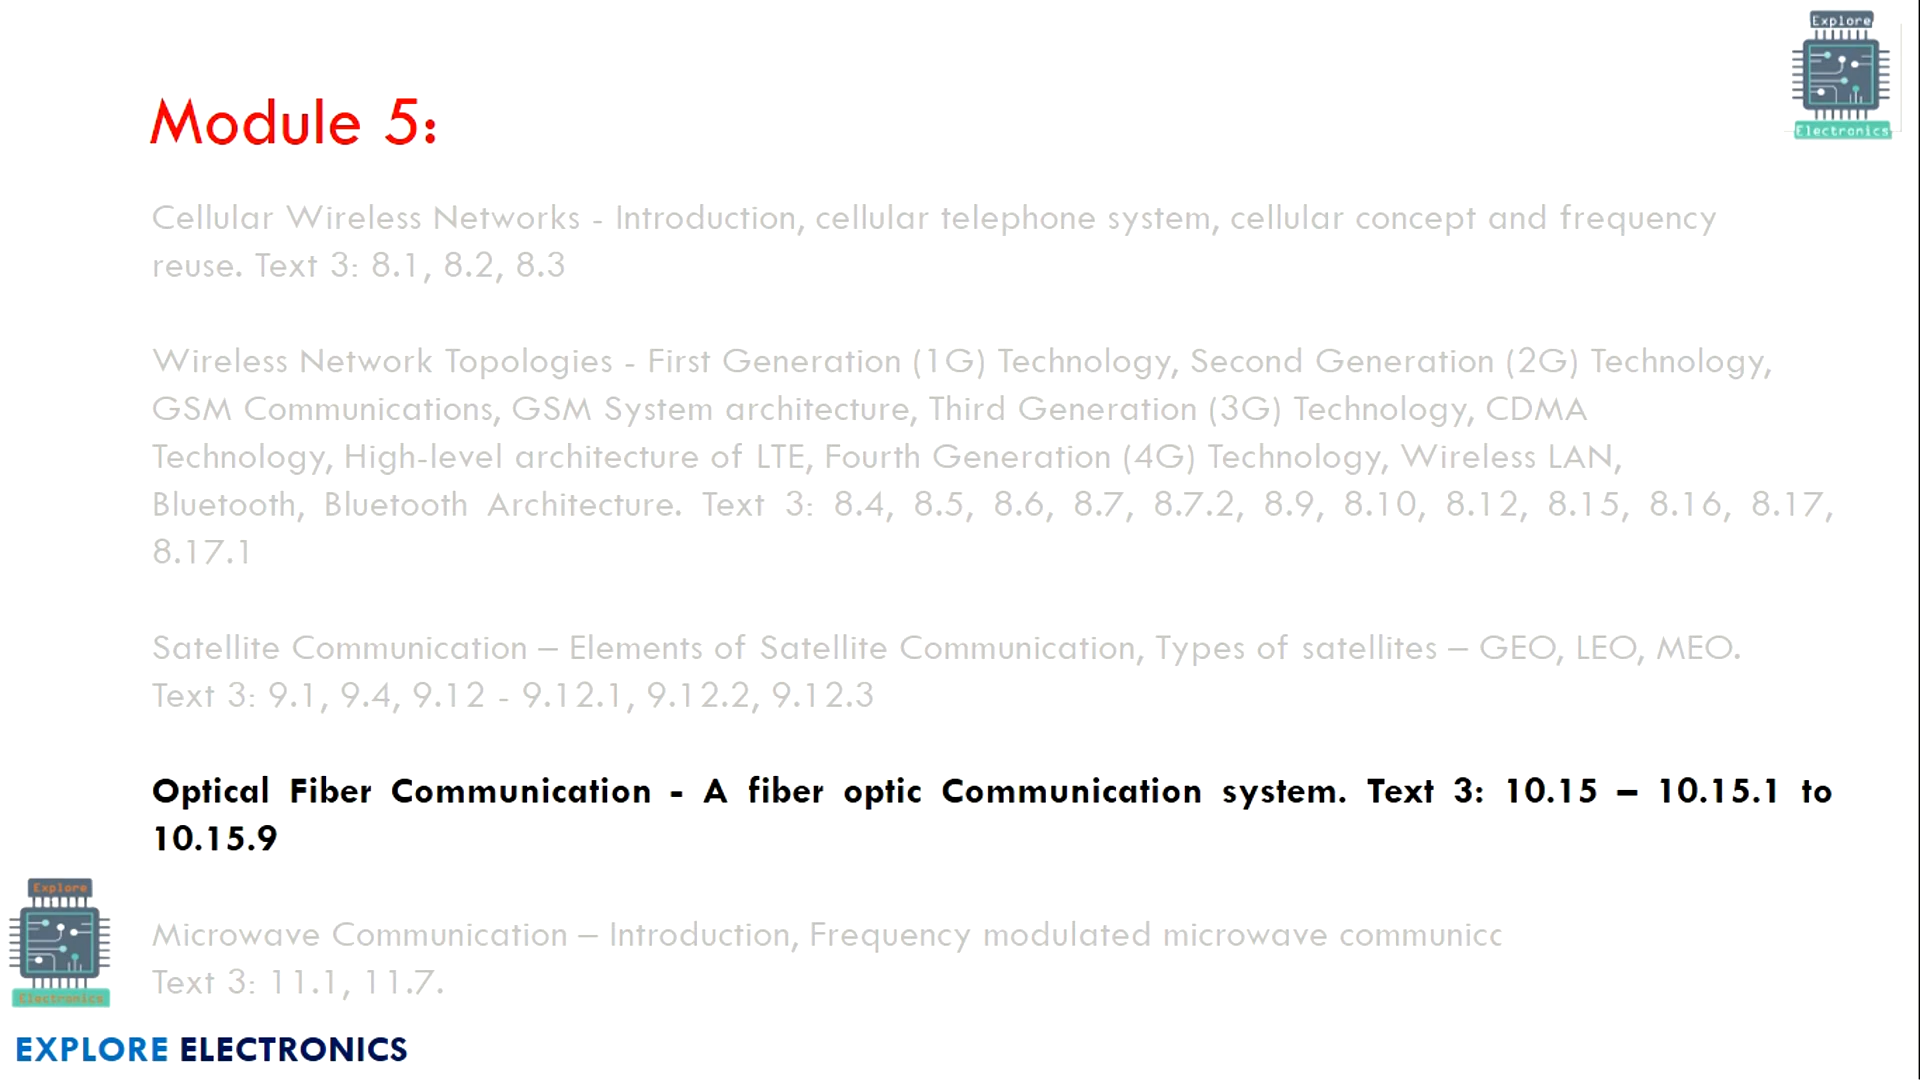 Explore
Electronics
Module 5:
Cellular Wireless Networks - Introduction, cellular telephone system, cellular concept and frequency
reuse. Text 3: 8.1, 8.2, 8.3
Wireless Network Topologies - First Generation (1G) Technology, Second Generation (2G) Technology,
GSM Communications, GSM System architecture, Third Generation (3G) Technology, CDMA
Technology, High-level architecture of LTE, Fourth Generation (4G) Technology, Wireless LAN,
Bluetooth, Bluetooth Architecture. Text 3: 8.4, 8.5, 8.6, 8.7, 8.7.2, 8.9, 8.10, 8.12, 8.15, 8.16, 8.17,
8.17.1
Satellite Communication – Elements of Satellite Communication, Types of satellites – GEO, LEO, MEO.
Text 3: 9.1, 9.4, 9.12 - 9.12.1, 9.12.2, 9.12.3
Optical Fiber Communication - A fiber optic Communication system. Text 3: 10.15 – 10.15.1 to
10.15.9
Microwave Communication – Introduction, Frequency modulated microwave communicc
Text 3: 11.1, 11.7.
Explore
Electronics
EXPLORE ELECTRONICS